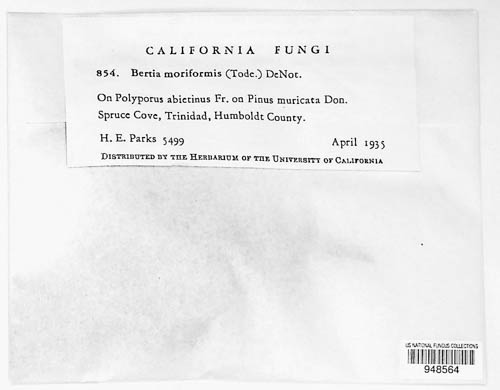 CALIFORNIA FUNGI
854. Bertia moriformis (Tode.) DeNot.
On Polyporus abietinus Fr. on Pinus muricata Don.
Spruce Cove, Trinidad, Humboldt County.
H. E. Parks 5499 April 1935
DISTRIBUTED BY THE HERBARIUM OF THE UNIVERSITY OF CALIFORNIA
US NATIONAL FUNGUS COLLECTIONS
948564